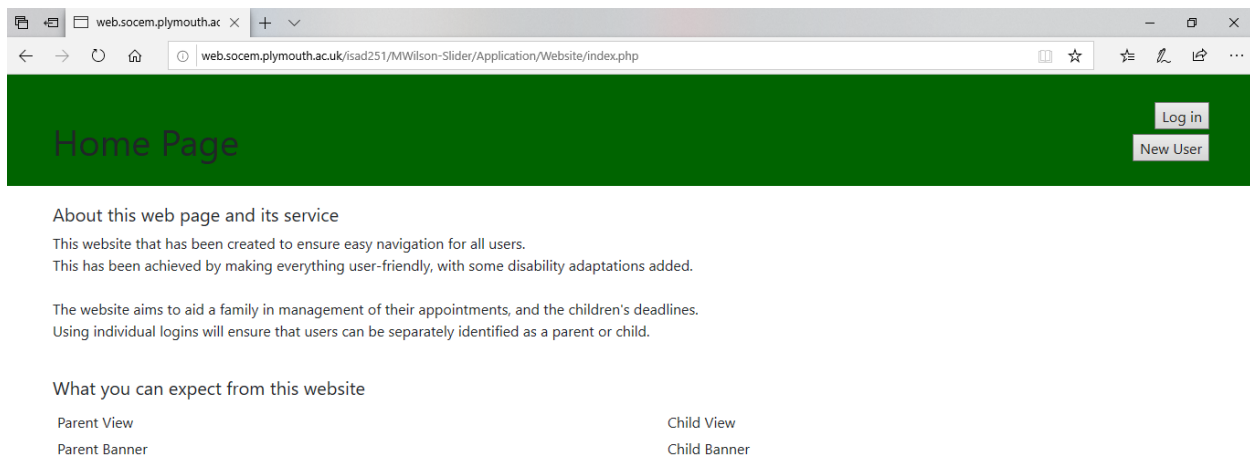 web.socem.plymouth.ac
web.socem.plymouth.ac.uk/isad251/MWilson-Slider/Application/Website/index.php
Home Page
Log in
New User
About this web page and its service
This website that has been created to ensure easy navigation for all users.
This has been achieved by making everything user-friendly, with some disability adaptations added.
The website aims to aid a family in management of their appointments, and the children's deadlines.
Using individual logins will ensure that users can be separately identified as a parent or child.
What you can expect from this website
Parent View Child View
Parent Banner Child Banner